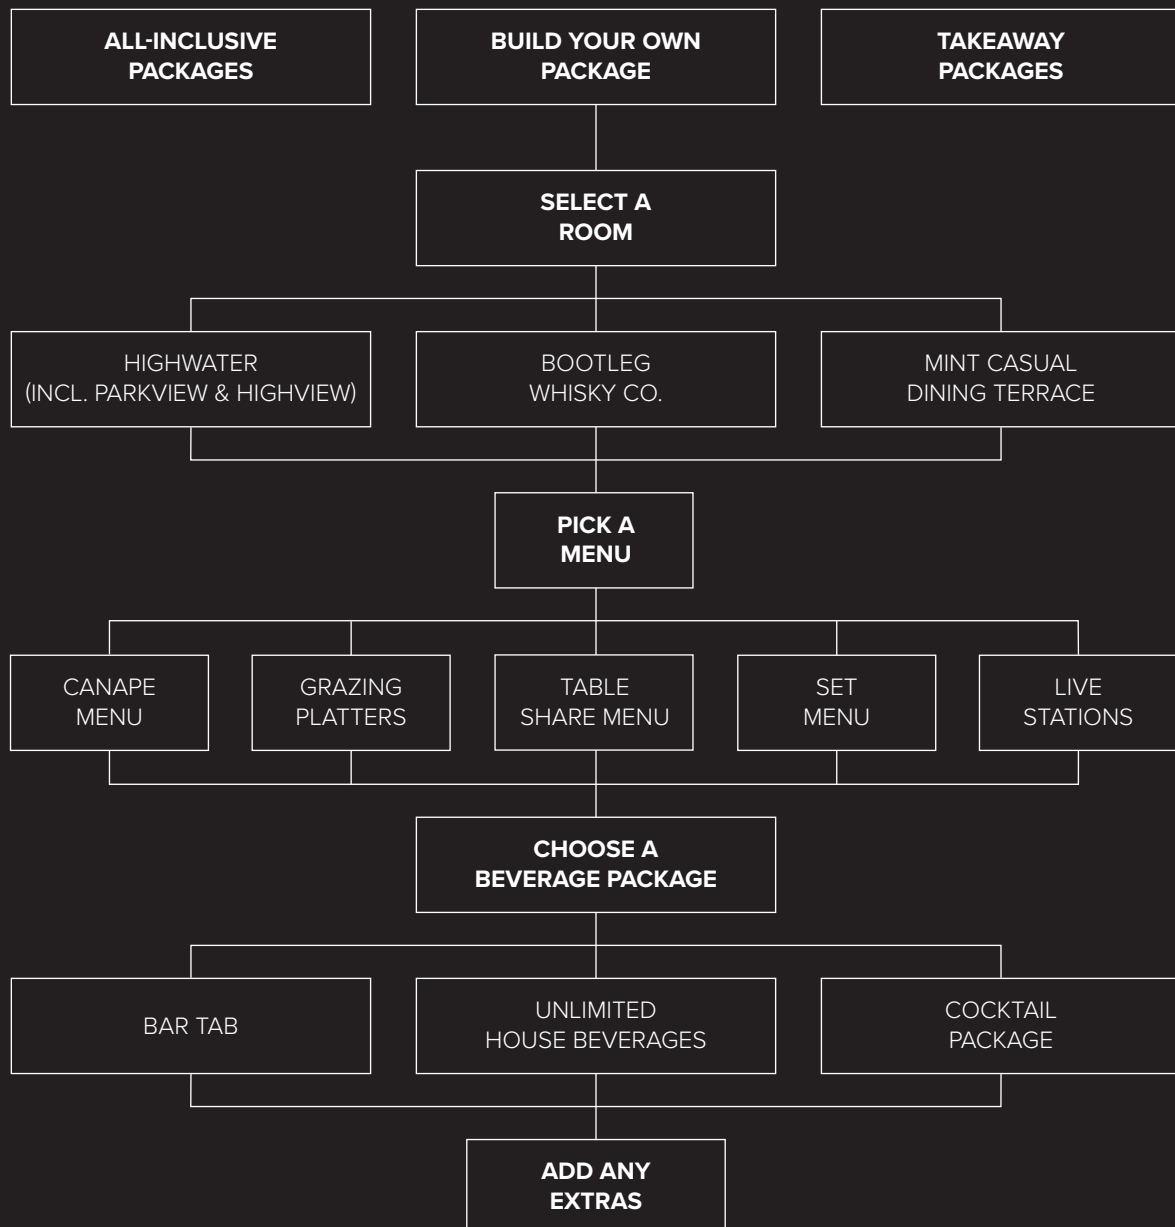 ALL-INCLUSIVE
PACKAGES
BUILD YOUR OWN
PACKAGE
TAKEAWAY
PACKAGES
SELECT A
ROOM
HIGHWATER
(INCL. PARKVIEW & HIGHVIEW)
BOOTLEG
WHISKY CO.
MINT CASUAL
DINING TERRACE
PICK A
MENU
CANAPE
MENU
GRAZING
PLATTERS
TABLE
SHARE MENU
SET
MENU
LIVE
STATIONS
CHOOSE A
BEVERAGE PACKAGE
BAR TAB
UNLIMITED
HOUSE BEVERAGES
COCKTAIL
PACKAGE
ADD ANY
EXTRAS